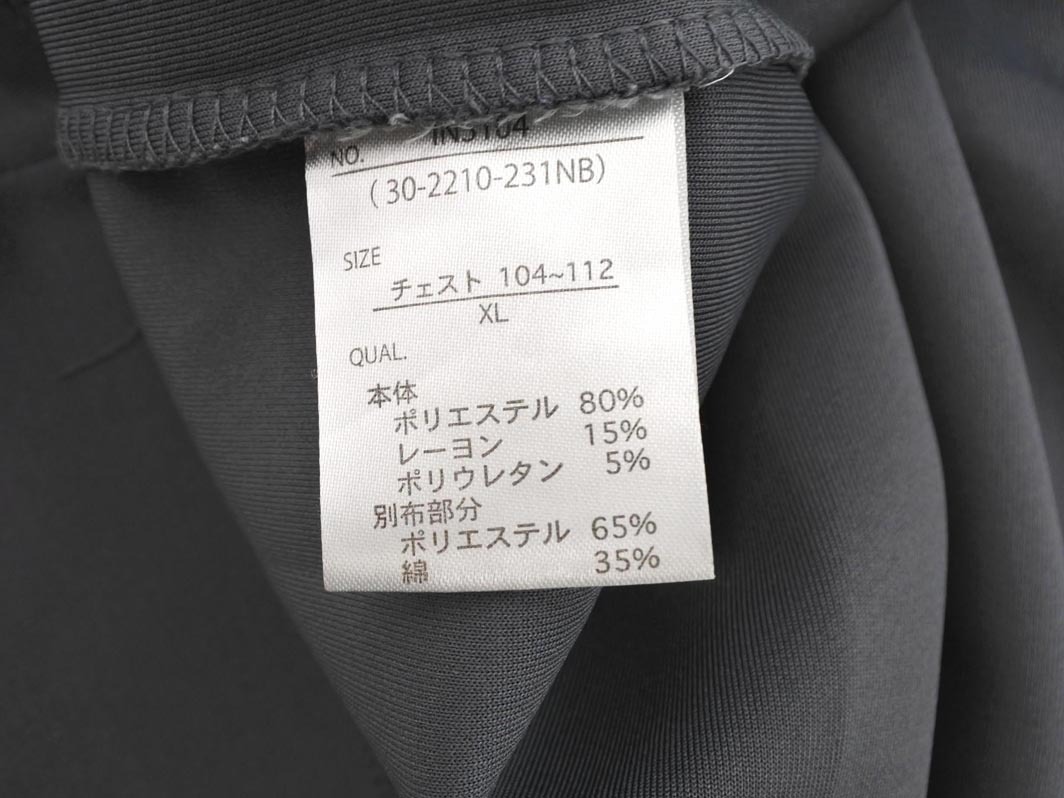 NO. IN5104
(30-2210-231NB)
SIZE
チェスト 104~112
XL
QUAL.
本体
ポリエステル 80%
レーヨン 15%
ポリウレタン 5%
別布部分
ポリエステル 65%
綿 35%